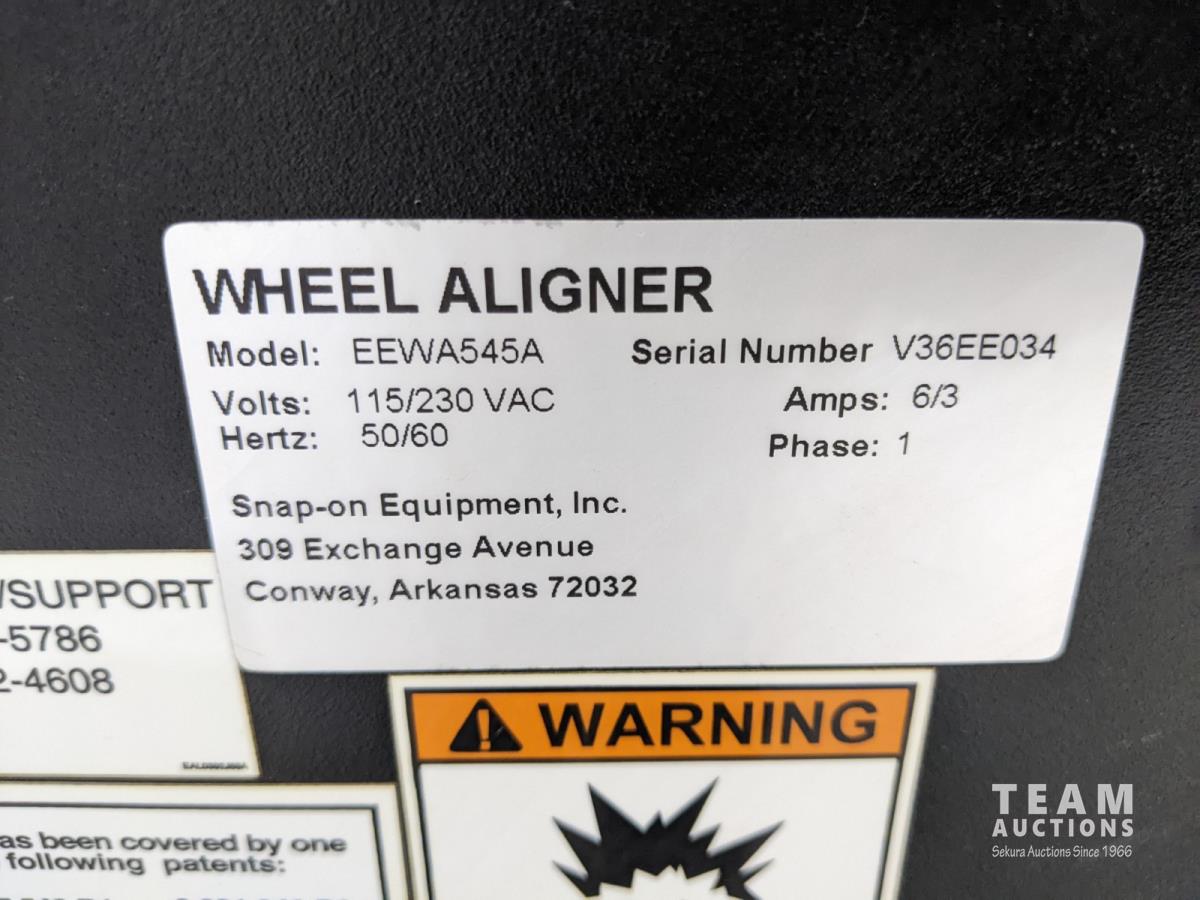 WHEEL ALIGNER
Model: EEWA545A Serial Number V36EE034
Volts: 115/230 VAC Amps: 6/3
Hertz: 50/60 Phase: 1
Snap-on Equipment, Inc.
309 Exchange Avenue
Conway, Arkansas 72032
/SUPPORT
-5786
2-4608
WARNING
as been covered by one
following patents:
TEAM
AUCTIONS
Sekura Auctions Since 1966